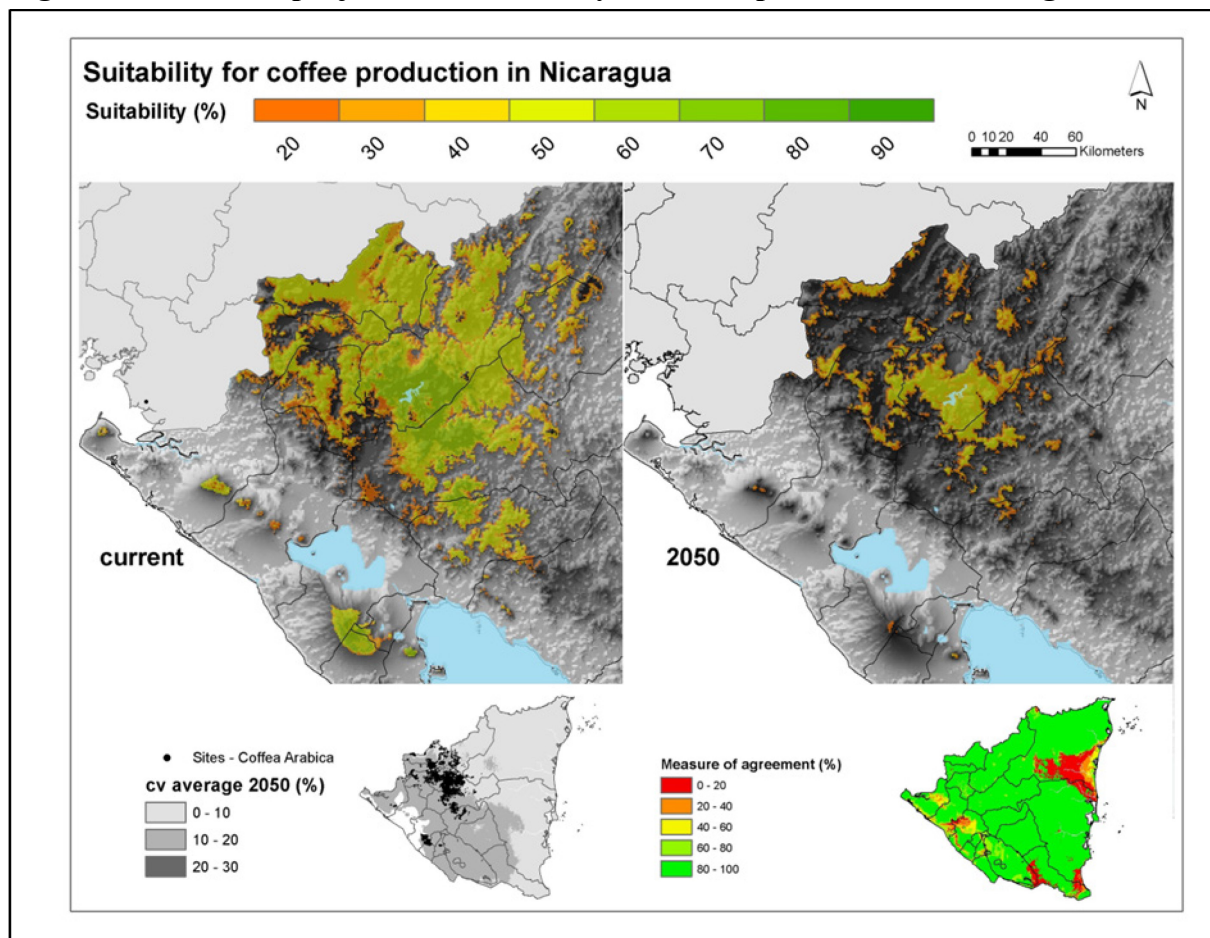 Suitability for coffee production in Nicaragua
Suitability (%)
20 30 40 50 60 70 80 90
N
0 10 20 40 60
Kilometers
current
2050
Sites - Coffea Arabica
cv average 2050 (%)
0 - 10
10 - 20
20 - 30
Measure of agreement (%)
0 - 20
20 - 40
40 - 60
60 - 80
80 - 100